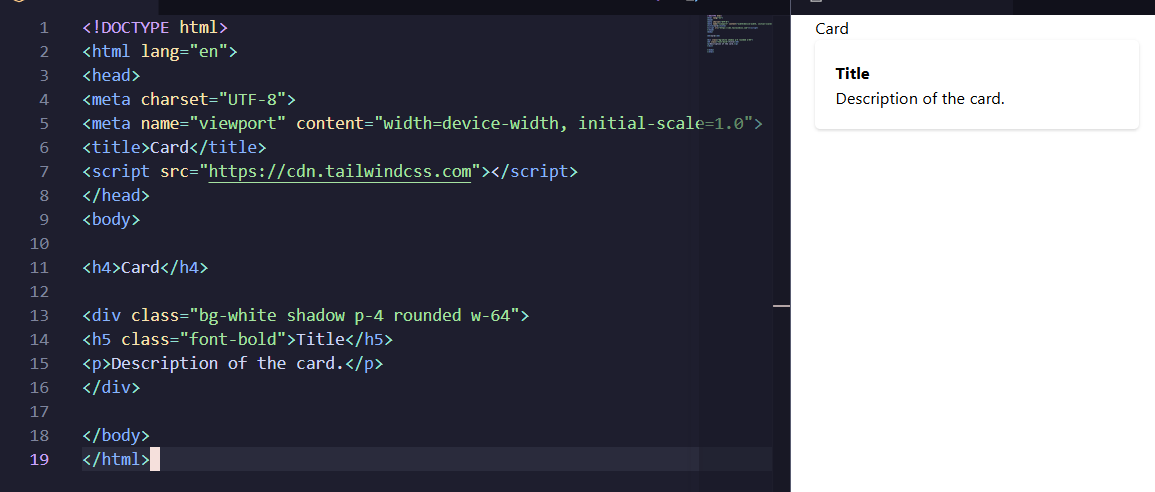 1 <!DOCTYPE html>
2 <html lang="en">
3 <head>
4 <meta charset="UTF-8">
5 <meta name="viewport" content="width=device-width, initial-scale=1.0">
6 <title>Card</title>
7 <script src="https://cdn.tailwindcss.com"></script>
8 </head>
9 <body>
10
11 <h4>Card</h4>
12
13 <div class="bg-white shadow p-4 rounded w-64">
14 <h5 class="font-bold">Title</h5>
15 <p>Description of the card.</p>
16 </div>
17
18 </body>
19 </html>
Card
Title
Description of the card.